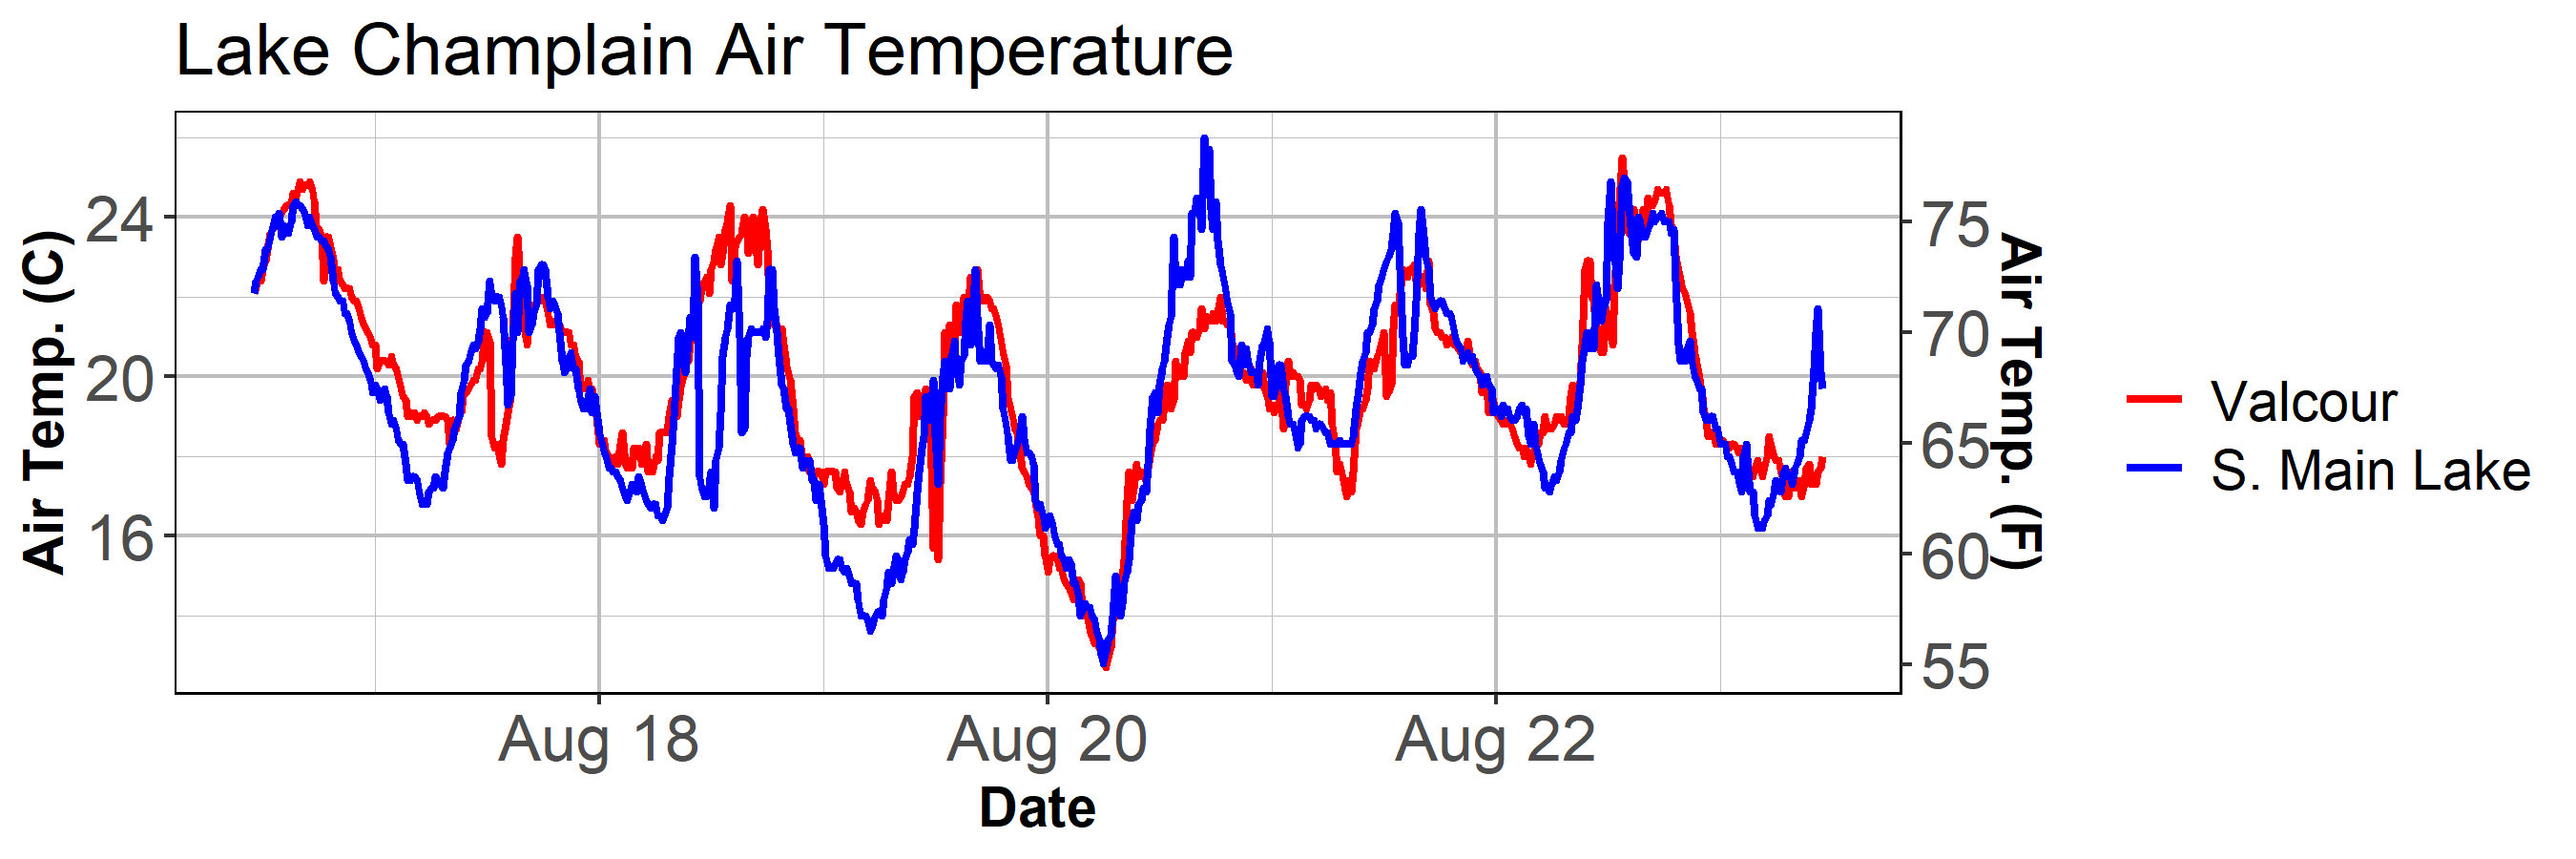 Lake Champlain Air Temperature
Air Temp. (C)
24
20
16
75
70
65
60
55
Air Temp. (F)
Aug 18
Aug 20
Aug 22
Date
Valcour
S. Main Lake